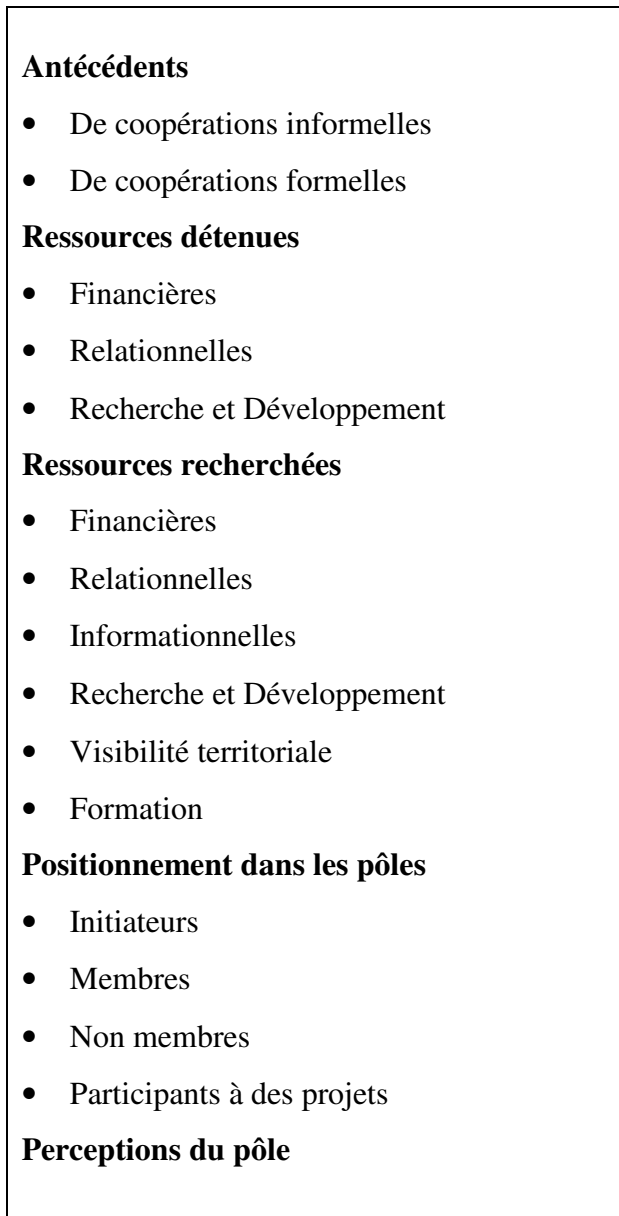 Antécédents
• De coopérations informelles
• De coopérations formelles
Ressources détenues
• Financières
• Relationnelles
• Recherche et Développement
Ressources recherchées
• Financières
• Relationnelles
• Informationnelles
• Recherche et Développement
• Visibilité territoriale
• Formation
Positionnement dans les pôles
• Initiateurs
• Membres
• Non membres
• Participants à des projets
Perceptions du pôle